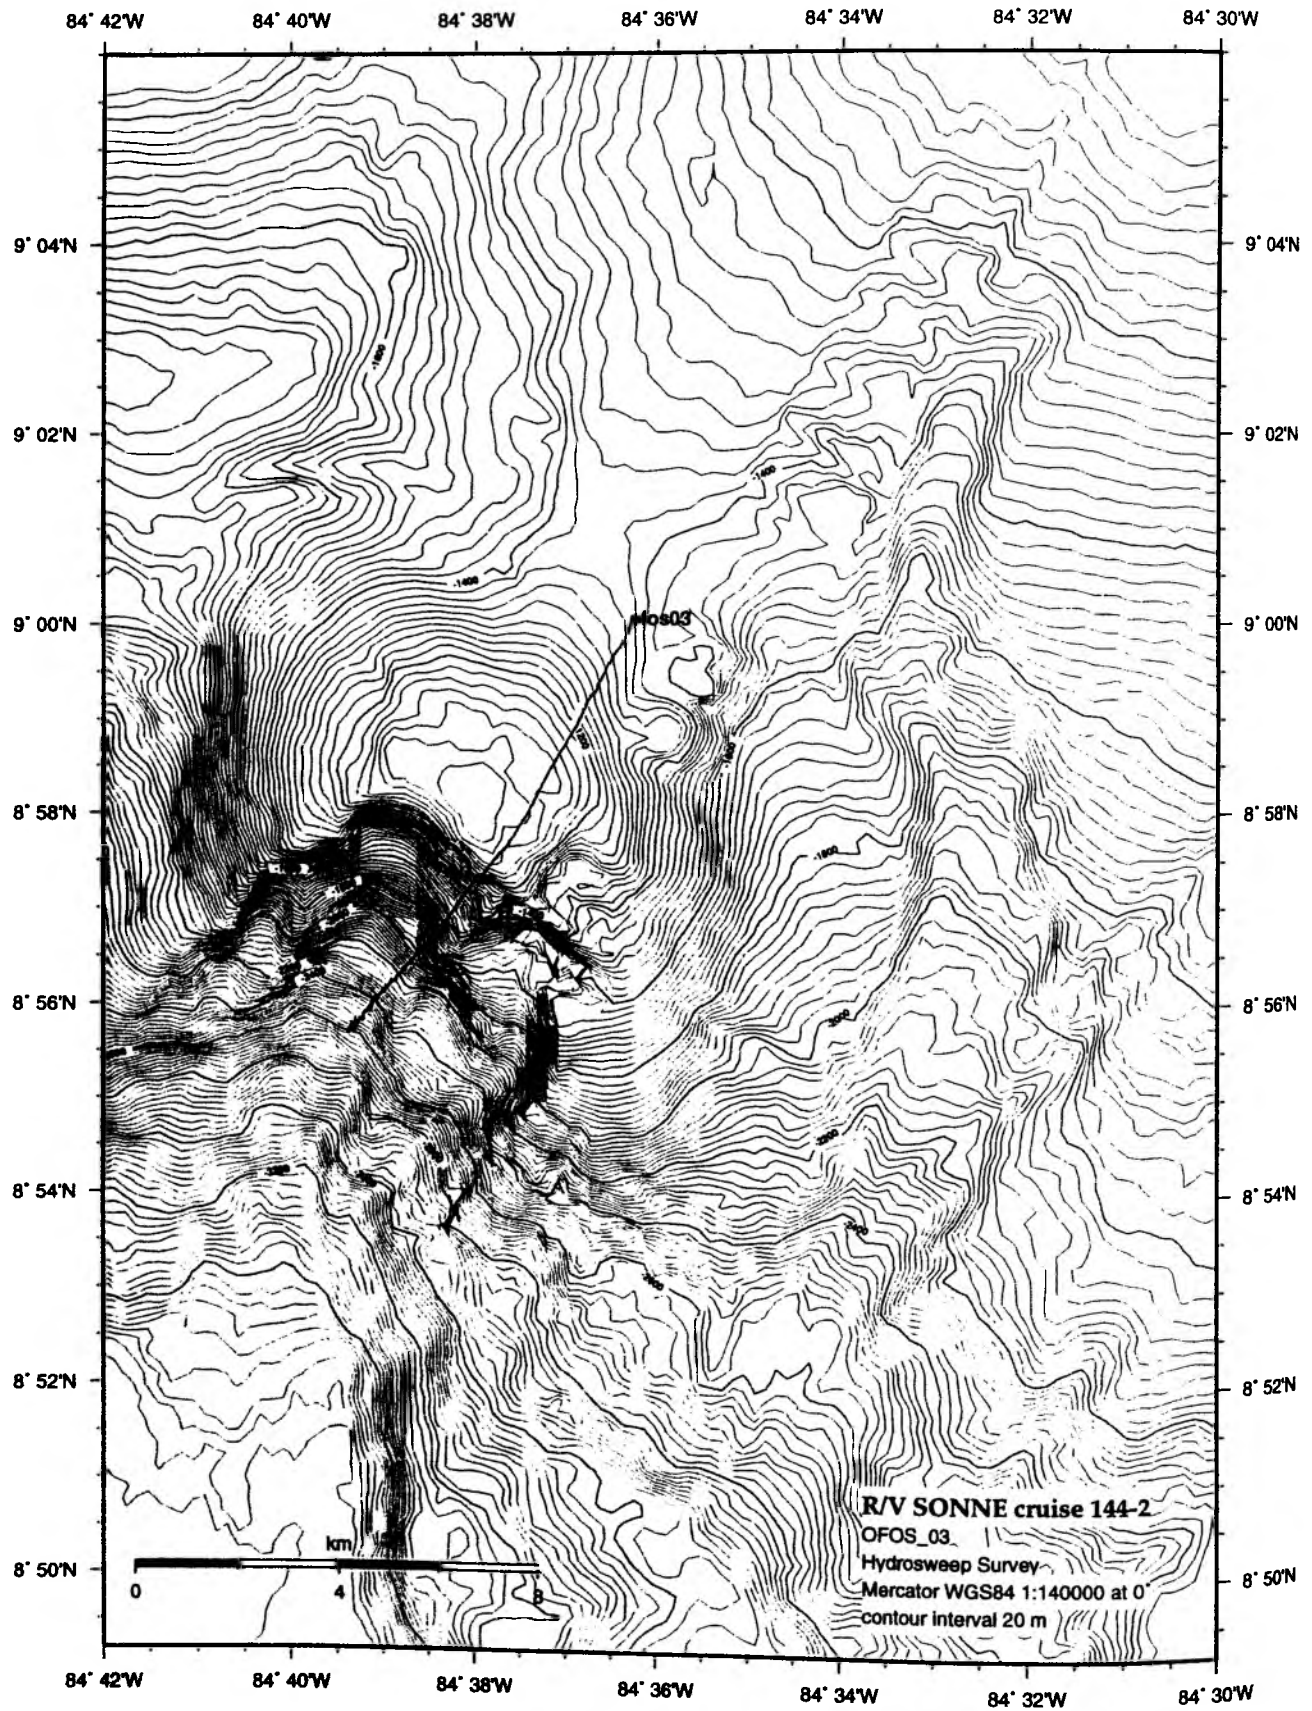 84° 42'W 84° 40'W 84° 38'W 84° 36'W 84° 34'W 84° 32'W 84° 30'W
9° 04'N 9° 04'N
-1600
9° 02'N 9° 02'N
-1400
-1400
9° 00'N ofos03 9° 00'N
-1200
-1600
8° 58'N 8° 58'N
-1800
8° 56'N 8° 56'N
-2000
-2200
8° 54'N 8° 54'N
-2400
-2600
8° 52'N 8° 52'N
R/V SONNE cruise 144-2
OFOS_03
Hydrosweep Survey
Mercator WGS84 1:140000 at 0°
contour interval 20 m
km
0 4 8
8° 50'N 8° 50'N
84° 42'W 84° 40'W 84° 38'W 84° 36'W 84° 34'W 84° 32'W 84° 30'W